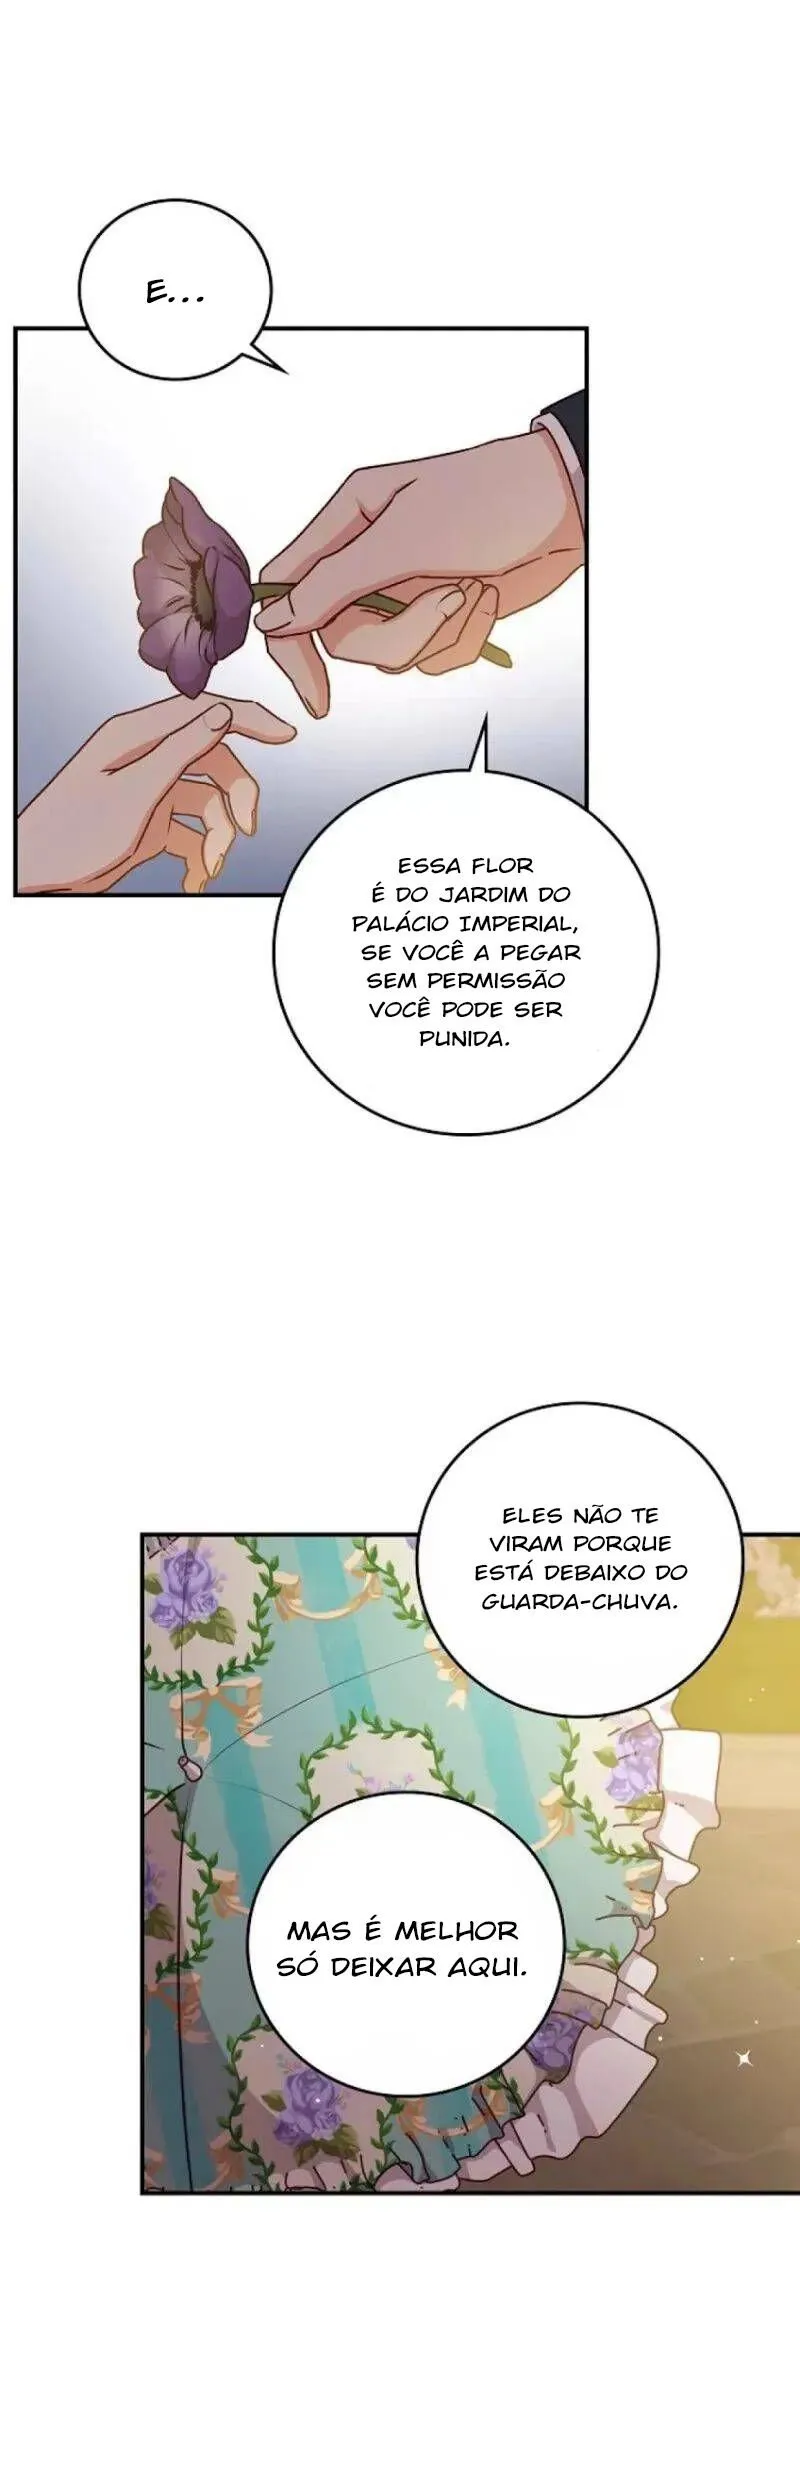 E...
ESSA FLOR
É DO JARDIM DO
PALÁCIO IMPERIAL,
SE VOCÊ A PEGAR
SEM PERMISSÃO
VOCÊ PODE SER
PUNIDA.
ELES NÃO TE
VIRAM PORQUE
ESTÁ DEBAIXO DO
GUARDA-CHUVA.
MAS É MELHOR
SÓ DEIXAR AQUI.